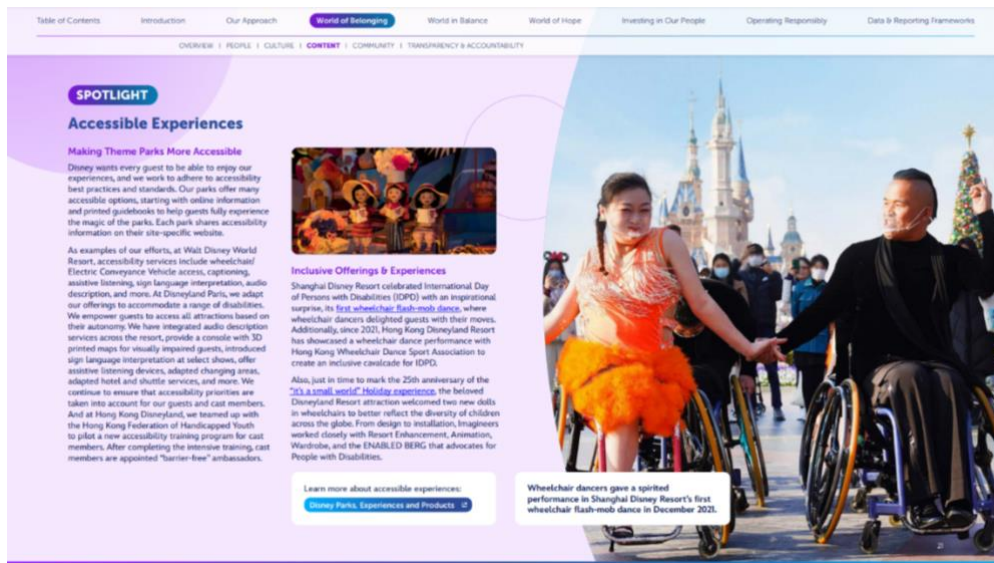 Table of Contents
Introduction
Our Approach
World of Belonging
World in Balance
World of Hope
Investing in Our People
Operating Responsibly
Data & Reporting Frameworks
OVERVIEW | PEOPLE | CULTURE | CONTENT | COMMUNITY | TRANSPARENCY & ACCOUNTABILITY
SPOTLIGHT
Accessible Experiences
Making Theme Parks More Accessible
Disney wants every guest to be able to enjoy our
experiences, and we work to adhere to accessibility
best practices and standards. Our parks offer many
accessible options, starting with online information
and printed guidebooks to help guests fully experience
the magic of the parks. Each park shares accessibility
information on their site-specific website.
As examples of our efforts, at Walt Disney World
Resort, accessibility services include wheelchair/
Electric Conveyance Vehicle access, captioning,
assistive listening, sign language interpretation, audio
description, and more. At Disneyland Paris, we adapt
our offerings to accommodate a range of disabilities.
We empower guests to access all attractions based on
their autonomy. We have integrated audio description
services across the resort, provide a console with 3D
printed maps for visually impaired guests, introduced
sign language interpretation at select shows, offer
assistive listening devices, adapted changing areas,
adapted hotel and shuttle services, and more. We
continue to ensure that accessibility priorities are
taken into account for our guests and cast members.
And at Hong Kong Disneyland, we teamed up with
the Hong Kong Federation of Handicapped Youth
to pilot a new accessibility training program for cast
members. After completing the intensive training, cast
members are appointed "barrier-free" ambassadors.
Inclusive Offerings & Experiences
Shanghai Disney Resort celebrated International Day
of Persons with Disabilities (IDPD) with an inspirational
surprise, its first wheelchair flash-mob dance, where
wheelchair dancers delighted guests with their moves.
Additionally, since 2021, Hong Kong Disneyland Resort
has showcased a wheelchair dance performance with
Hong Kong Wheelchair Dance Sport Association to
create an inclusive cavalcade for IDPD.
Also, just in time to mark the 25th anniversary of the
"it's a small world" Holiday experience, the beloved
Disneyland Resort attraction welcomed two new dolls
in wheelchairs to better reflect the diversity of children
across the globe. From design to installation, Imagineers
worked closely with Resort Enhancement, Animation,
Wardrobe, and the ENABLED BERG that advocates for
People with Disabilities.
Learn more about accessible experiences:
Disney Parks, Experiences and Products
Wheelchair dancers gave a spirited
performance in Shanghai Disney Resort's first
wheelchair flash-mob dance in December 2021.